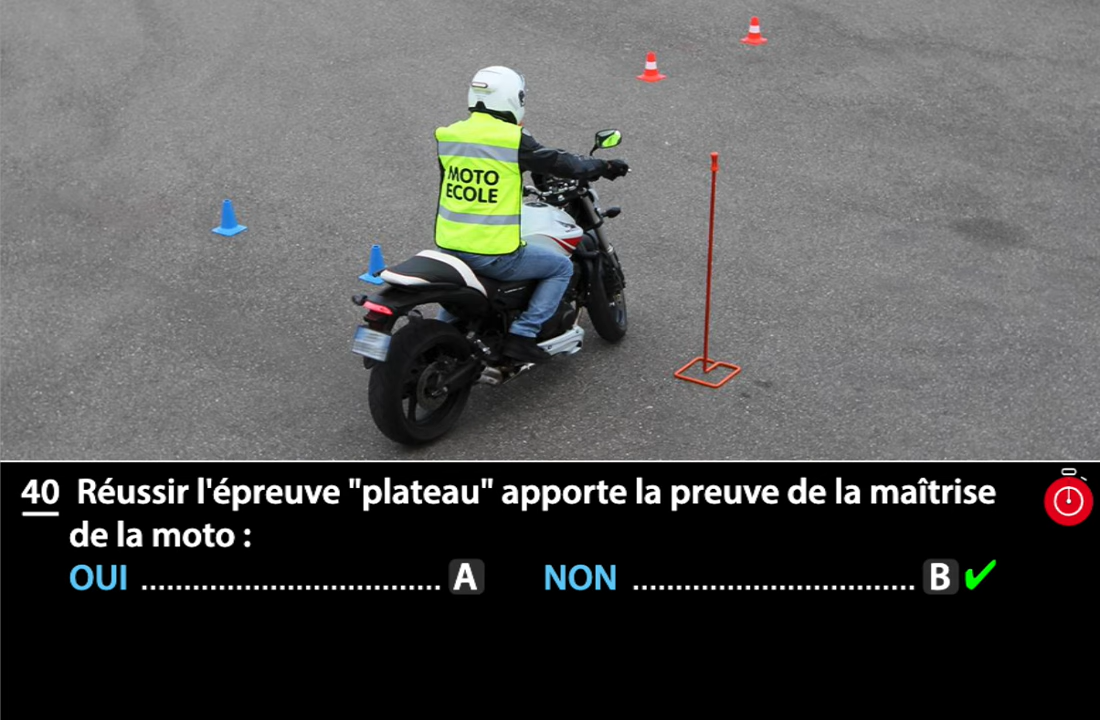 MOTO
ECOLE
40 Réussir l'épreuve "plateau" apporte la preuve de la maîtrise
de la moto :
OUI .................................. A NON ................................ B ✔